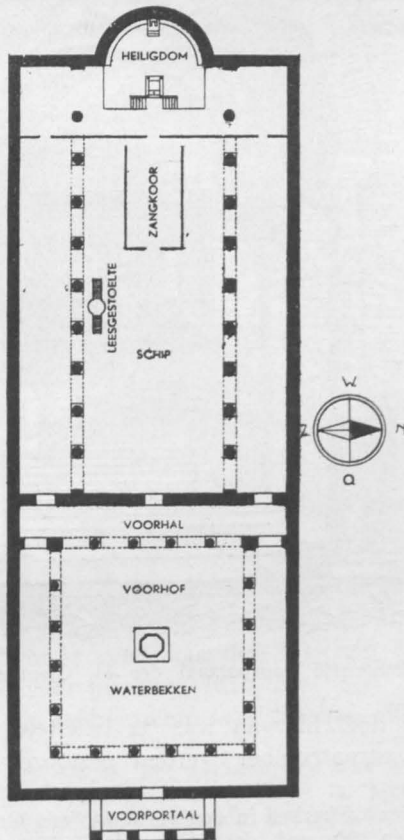 HEILIGDOM
ZANGKOOR
LEESGESTOELTE
SCHIP
W
Z
N
O
VOORHAL
VOORHOF
WATERBEKKEN
VOORPORTAAL